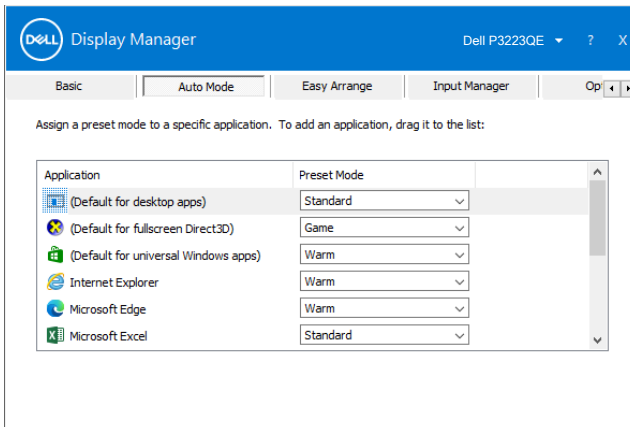 DELL Display Manager Dell P3223QE ? X
Basic Auto Mode Easy Arrange Input Manager
Assign a preset mode to a specific application. To add an application, drag it to the list:
Application Preset Mode
(Default for desktop apps) Standard
(Default for fullscreen Direct3D) Game
(Default for universal Windows apps) Warm
Internet Explorer Warm
Microsoft Edge Warm
Microsoft Excel Standard